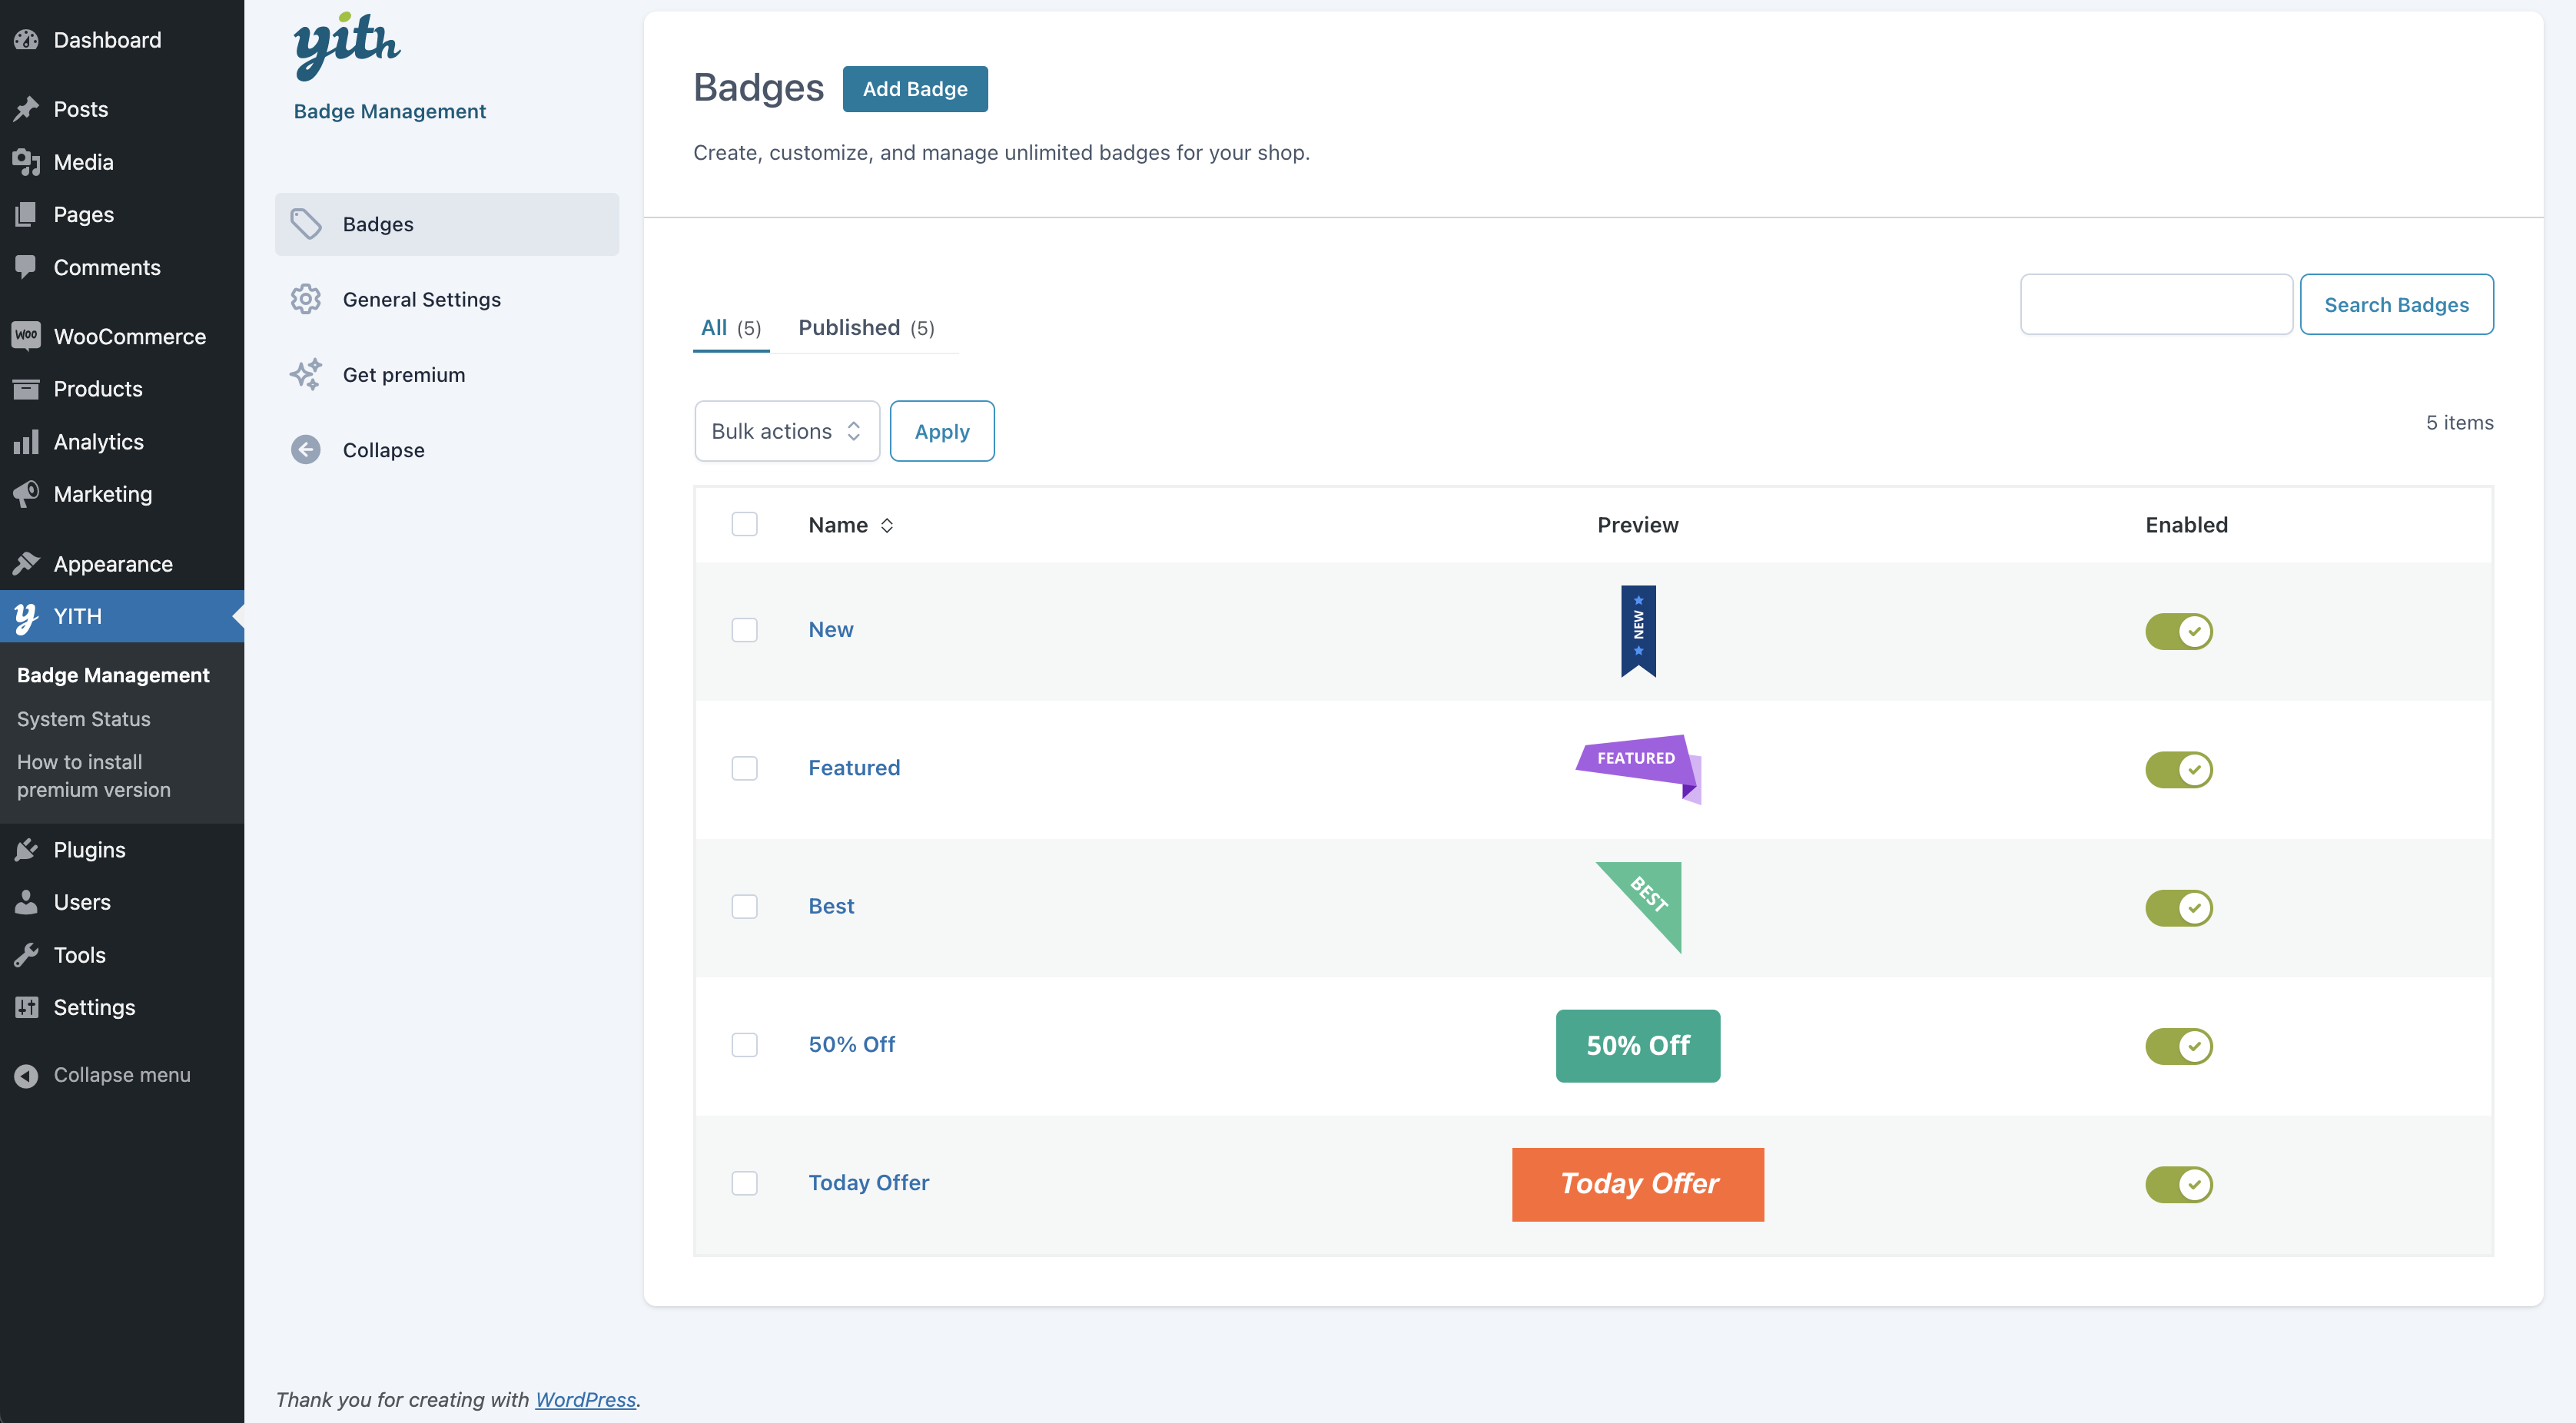 Dashboard
Posts
Media
Pages
Comments
Woo WooCommerce
Products
Analytics
Marketing
Appearance
y YITH
Badge Management
System Status
How to install
premium version
Plugins
Users
Tools
Settings
Collapse menu
yith
Badge Management
Badges
General Settings
Get premium
Collapse
Badges Add Badge
Create, customize, and manage unlimited badges for your shop.
All (5) Published (5)
Search Badges
Bulk actions Apply
5 items
Name Preview Enabled
New NEW
Featured FEATURED
Best BEST
50% Off 50% Off
Today Offer Today Offer
Thank you for creating with WordPress.